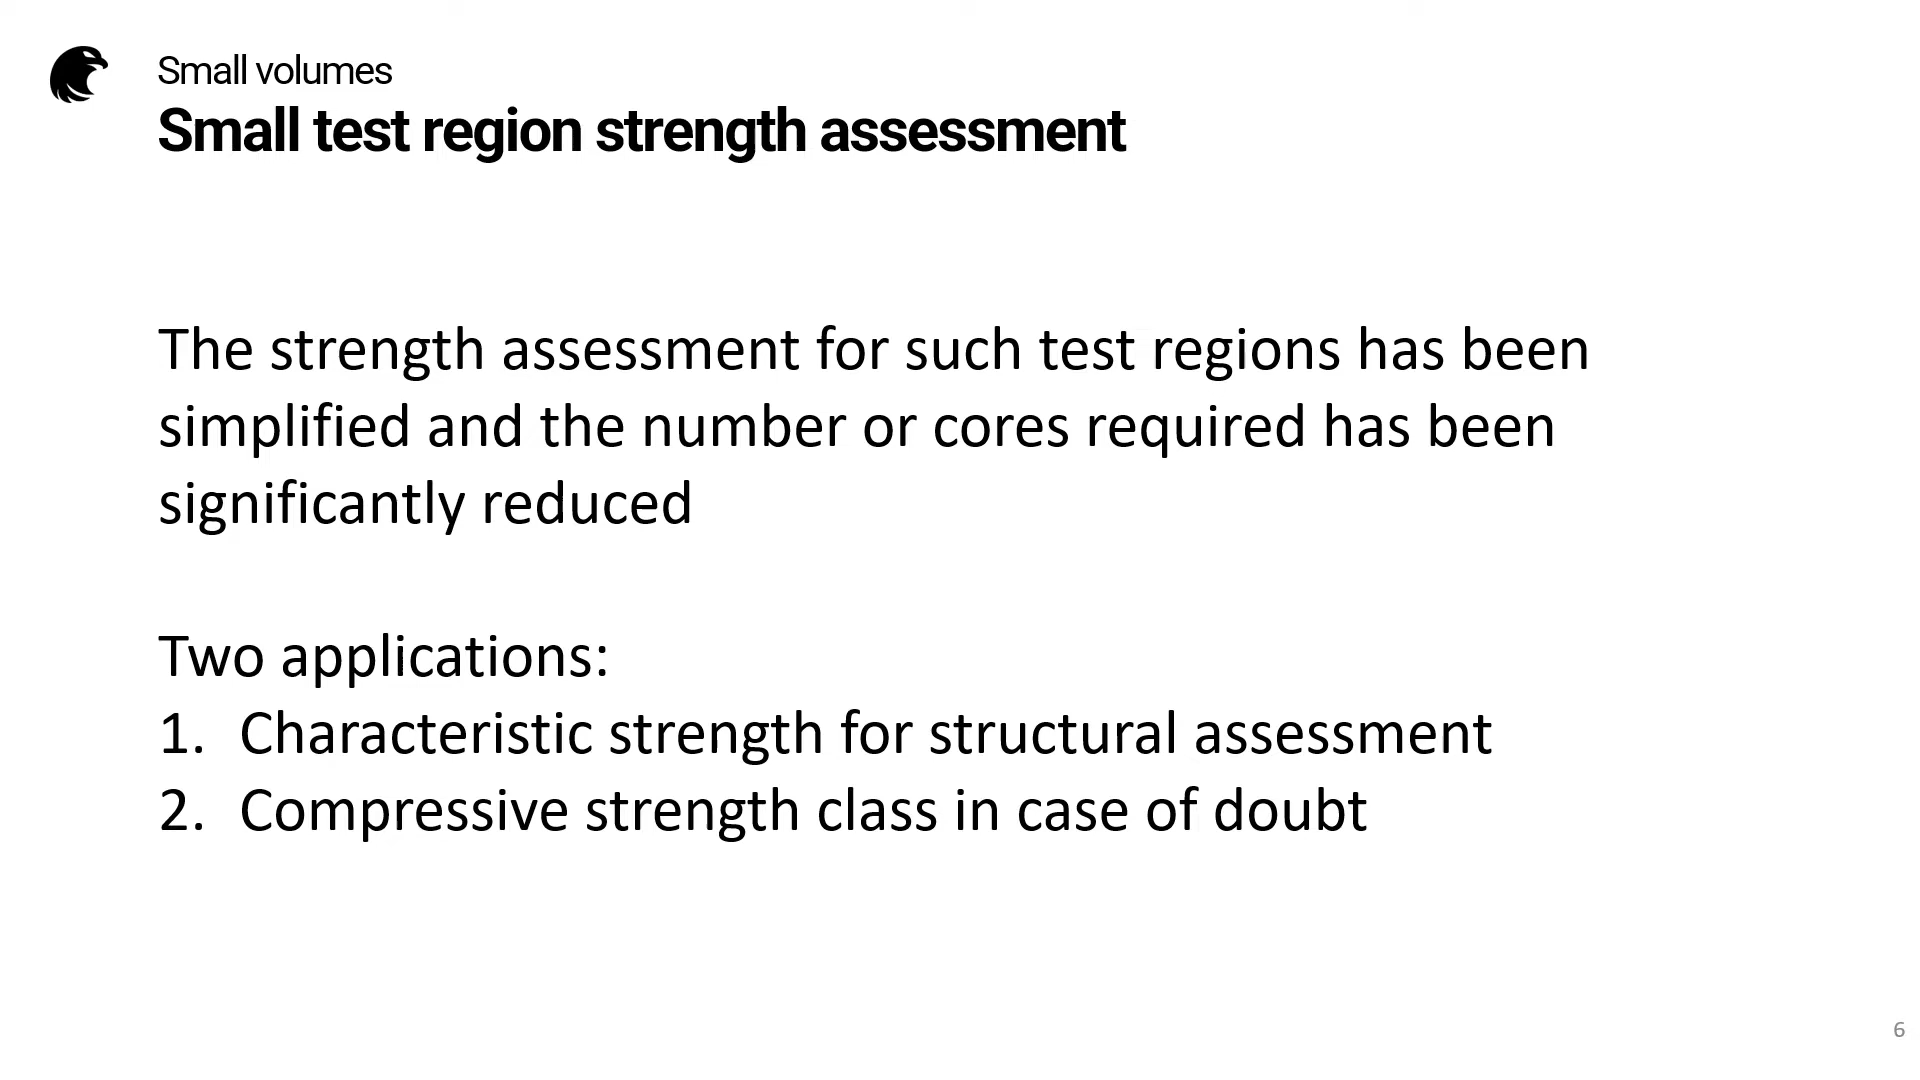 Small volumes
Small test region strength assessment
The strength assessment for such test regions has been
simplified and the number or cores required has been
significantly reduced
Two applications:
1. Characteristic strength for structural assessment
2. Compressive strength class in case of doubt
6